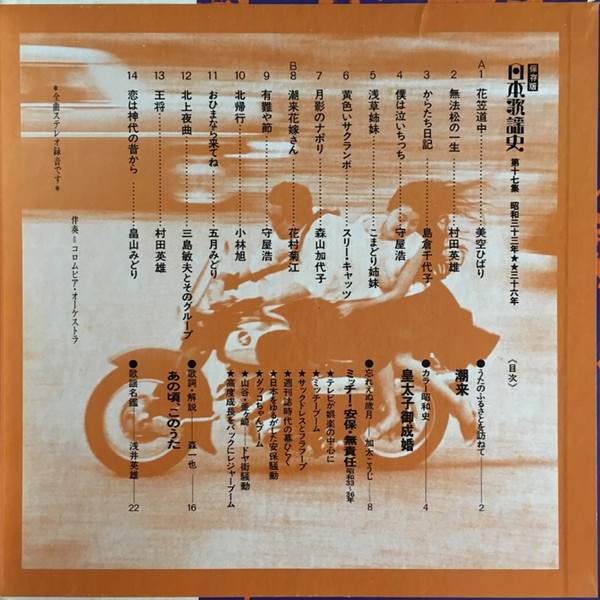 保存版
日本歌謡史 第十七集 昭和三十三年★★三十六年
A
1 花笠道中……美空ひばり
2 無法松の一生……村田英雄
3 からたち日記……島倉千代子
4 僕は泣いちっち……守屋浩
5 浅草姉妹……こまどり姉妹
6 黄色いサクランボ……スリー・キャッツ
7 月影のナポリ……森山加代子
B
8 潮来花嫁さん……花村菊江
9 有難や節……守屋浩
10 北帰行……小林旭
11 おひまなら来てね……五月みどり
12 北上夜曲……三島敏夫とそのグループ
13 王将……村田英雄
14 恋は神代の昔から……畠山みどり
＊全曲ステレオ録音です＊
伴奏＝コロムビア・オーケストラ
〈目次〉
●うたのふるさとを訪ねて
潮来——2
●カラー昭和史
皇太子御成婚——4
●忘れえぬ歳月——加太こうじ
ミッチー・安保・無責任 昭和33〜36年——8
★テレビが娯楽の中心に
★ミッチーブーム
★サックドレスとフラフープ
★週刊誌時代の幕ひらく
★日本をゆるがした安保騒動
★ダッコちゃんブーム
★山谷・釜ヶ崎——ドヤ街騒動
★高度成長をバックにレジャーブーム
●歌詞・解説——森一也
あの頃、このうた——16
●歌謡名鑑——浅井英雄——22